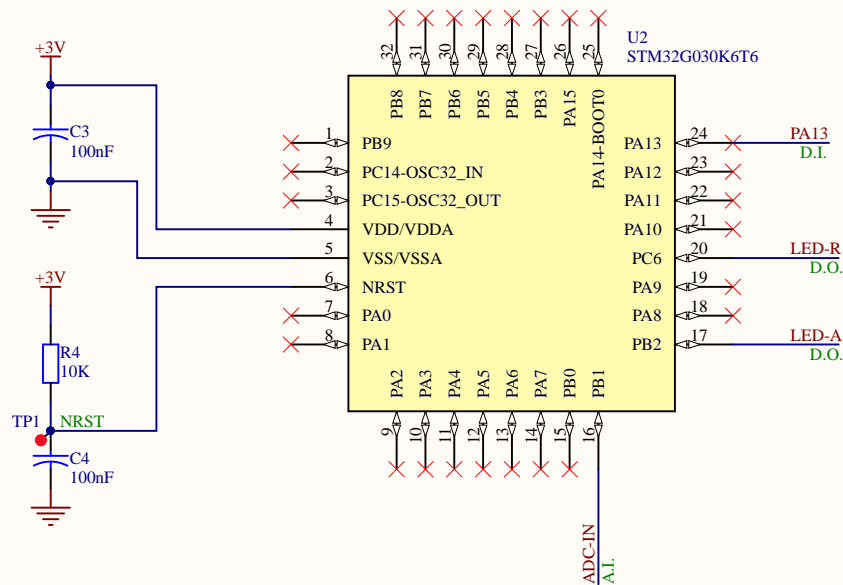 U2
STM32G030K6T6
32
31
30
29
28
27
26
25
PB8
PB7
PB6
PB5
PB4
PB3
PA15
PA14-BOOT0
+3V
C3
100nF
1
PB9
2
PC14-OSC32_IN
3
PC15-OSC32_OUT
4
VDD/VDDA
5
VSS/VSSA
6
NRST
7
PA0
8
PA1
PA13
24
PA13
D.I.
PA12
23
PA11
22
PA10
21
PC6
20
LED-R
D.O.
PA9
19
PA8
18
PB2
17
LED-A
D.O.
+3V
R4
10K
TP1
NRST
C4
100nF
PA2
PA3
PA4
PA5
PA6
PA7
PB0
PB1
9
10
11
12
13
14
15
16
ADC-IN
A.I.